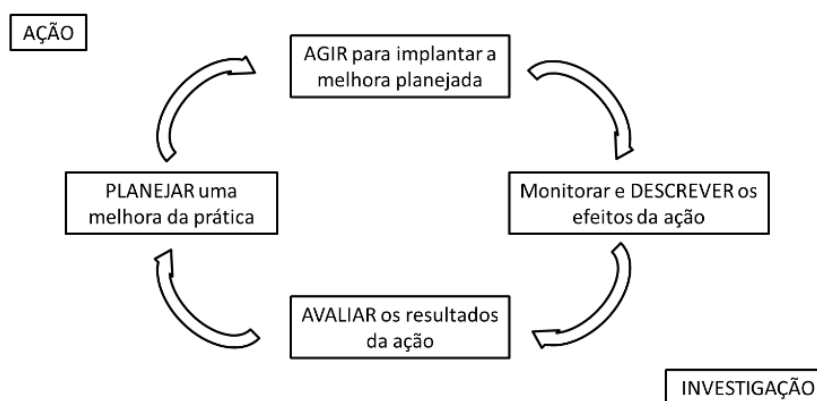 AÇÃO
AGIR para implantar a
melhora planejada
PLANEJAR uma
melhora da prática
Monitorar e DESCREVER os
efeitos da ação
AVALIAR os resultados
da ação
INVESTIGAÇÃO